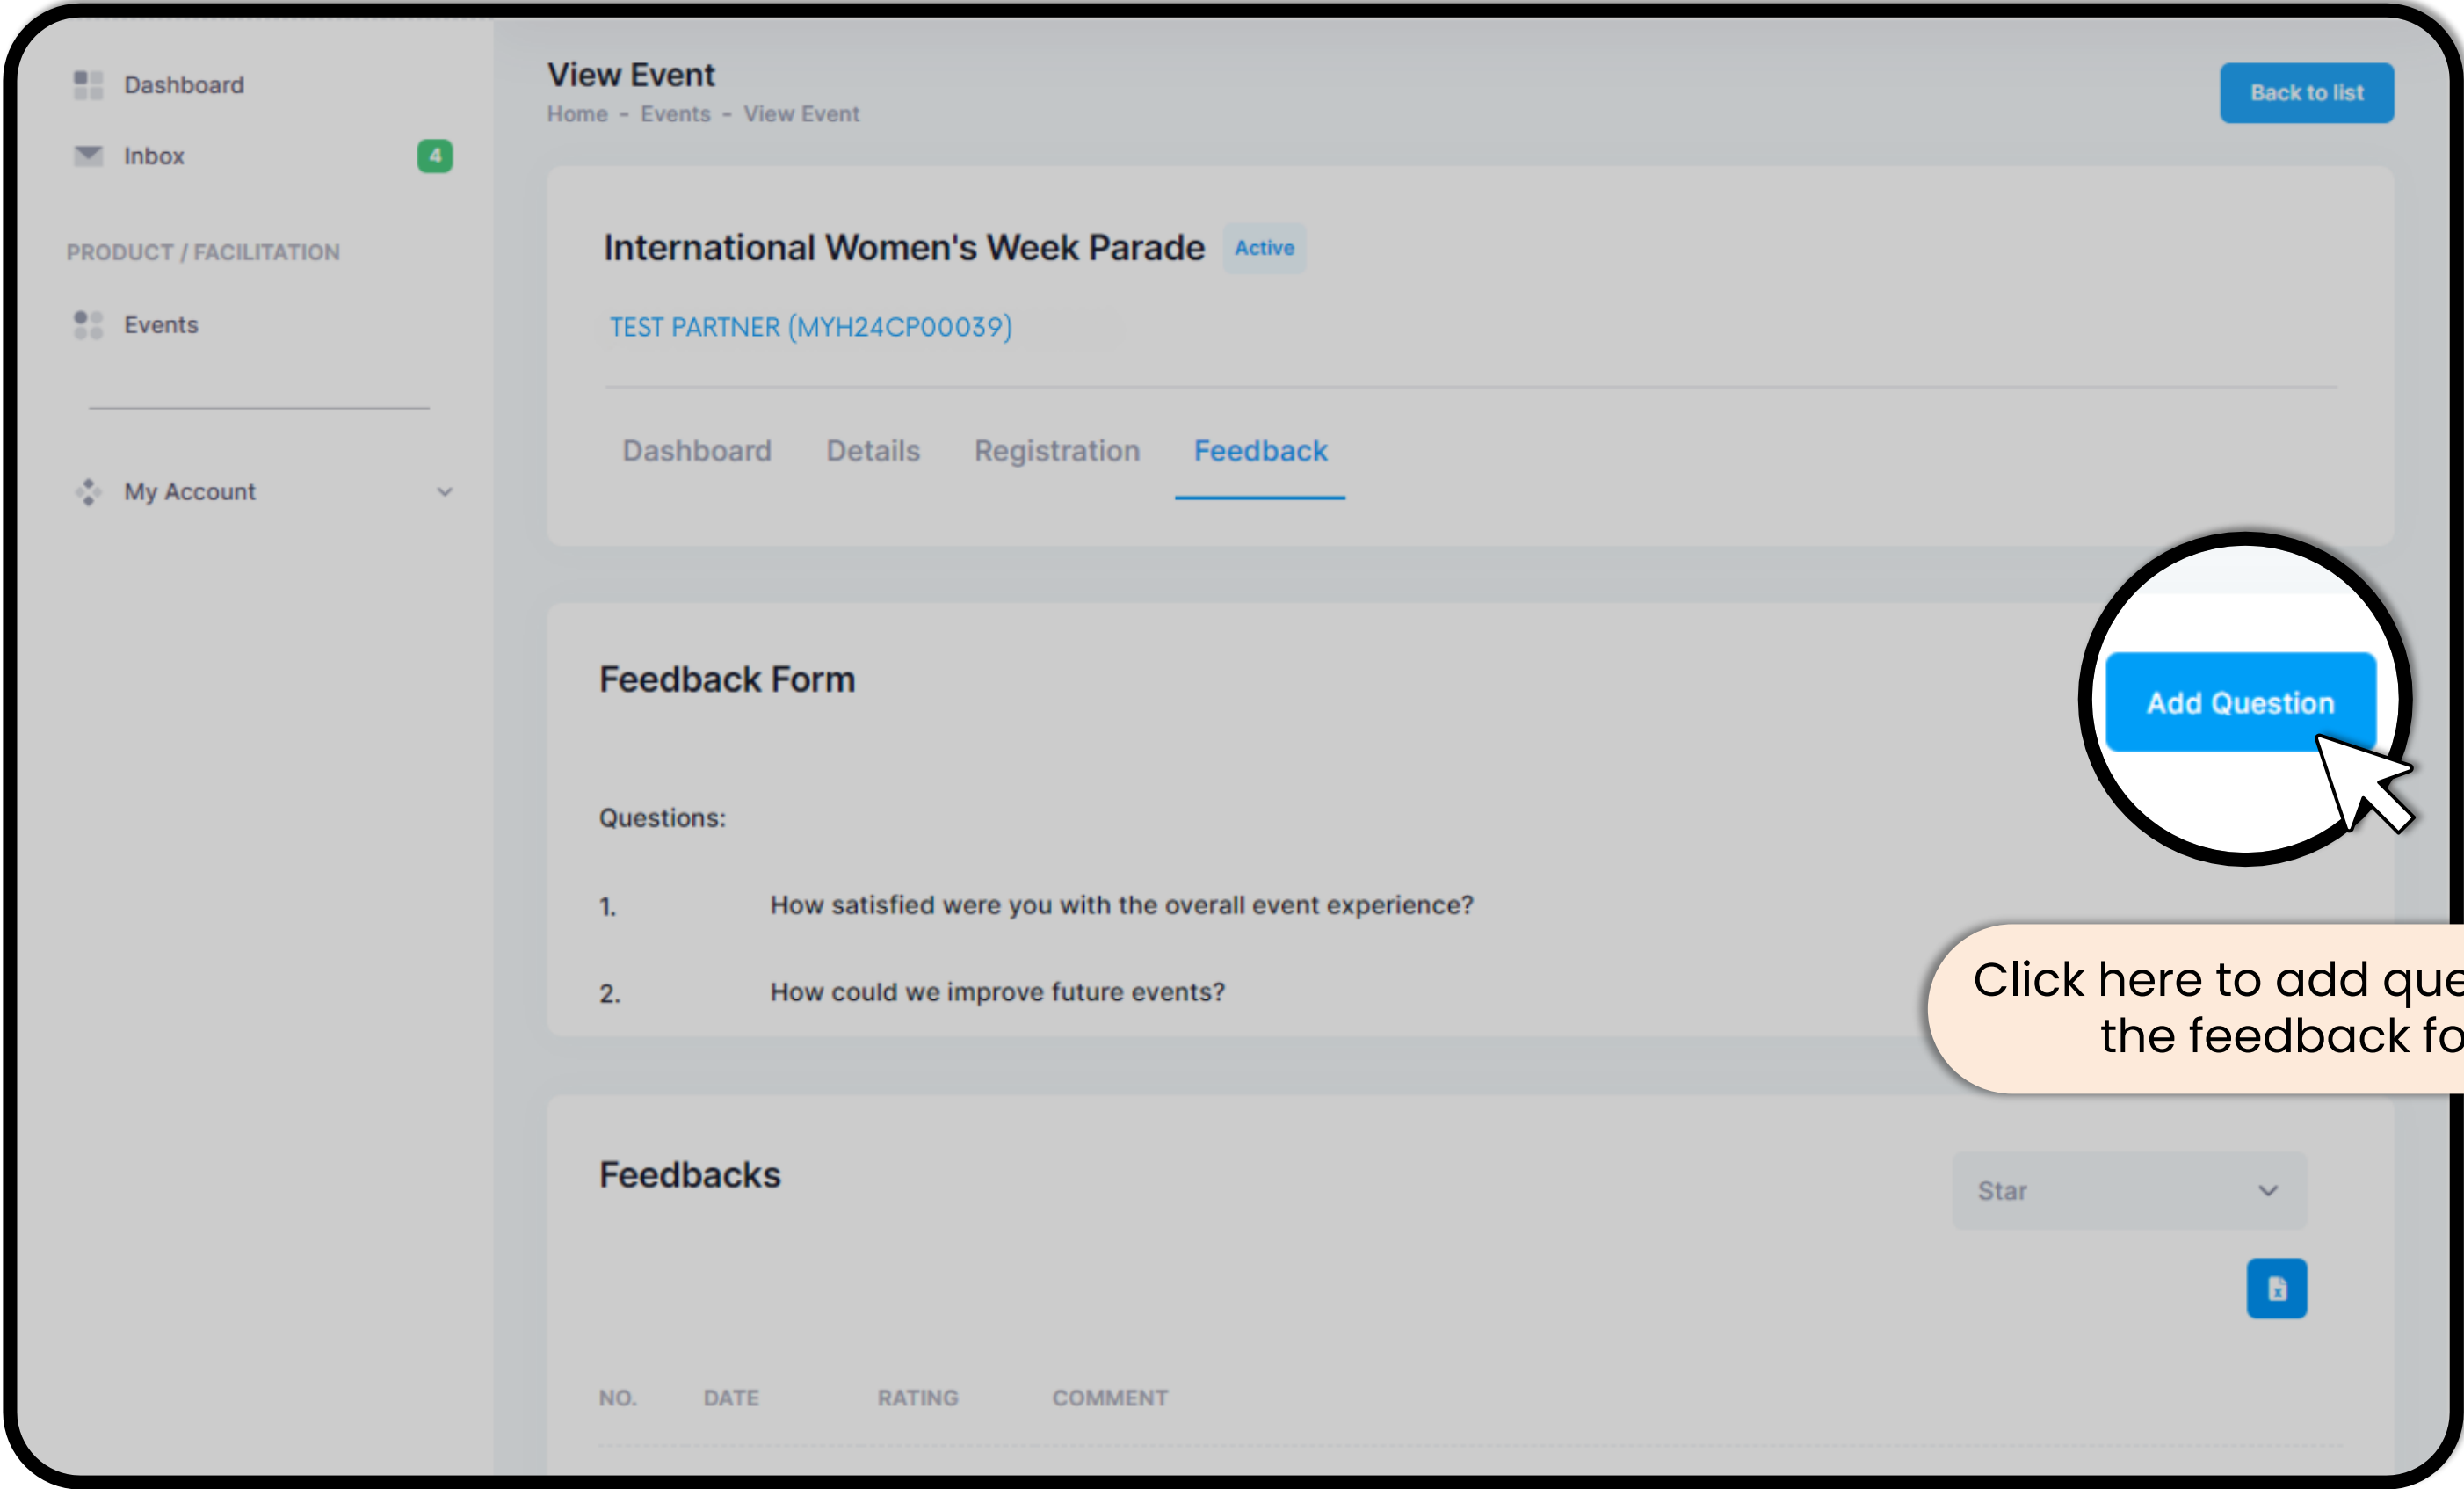 Dashboard
Inbox
4
PRODUCT / FACILITATION
Events
My Account
View Event
Home - Events - View Event
Back to list
International Women's Week Parade
Active
TEST PARTNER (MYH24CP00039)
Dashboard
Details
Registration
Feedback
Feedback Form
Add Question
Questions:
1. How satisfied were you with the overall event experience?
2. How could we improve future events?
Click here to add
the feedback
Feedbacks
Star
NO. DATE RATING COMMENT